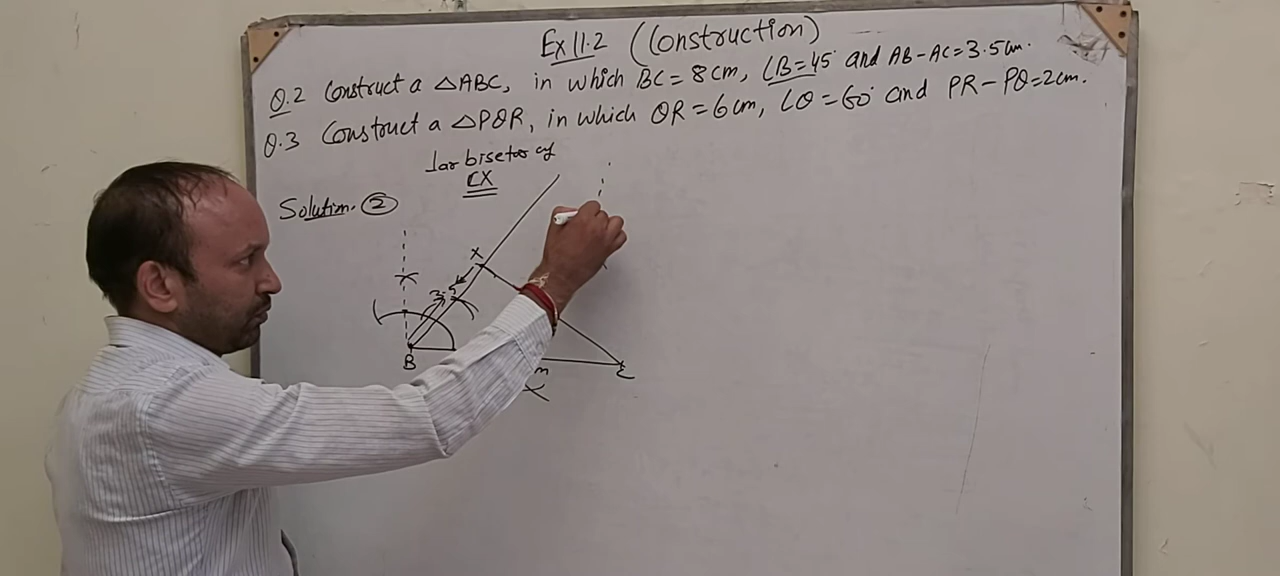 Ex 11.2 (Construction)
Q.2 Construct a △ABC, in which BC = 8cm, ∠B = 45° and AB - AC = 3.5cm.
Q.3 Construct a △PQR, in which QR = 6cm, ∠Q = 60° and PR - PQ = 2cm.
⊥ar bisetor of
CX
Solution. ②
X
3.5
B
C